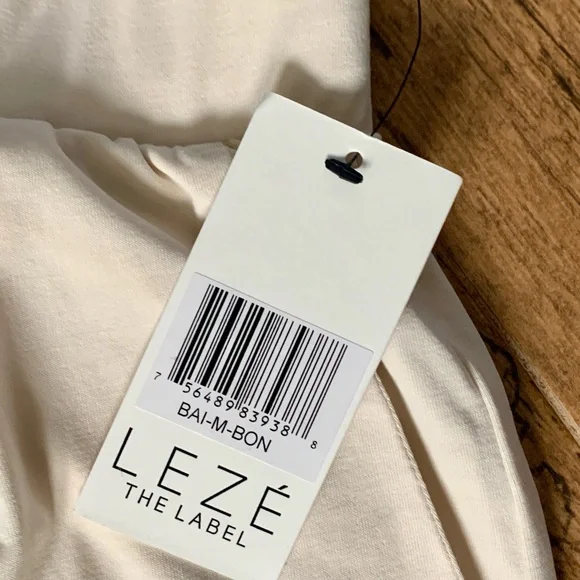 7 56489 83938 8
BAI-M-BON
LEZÉ
THE LABEL